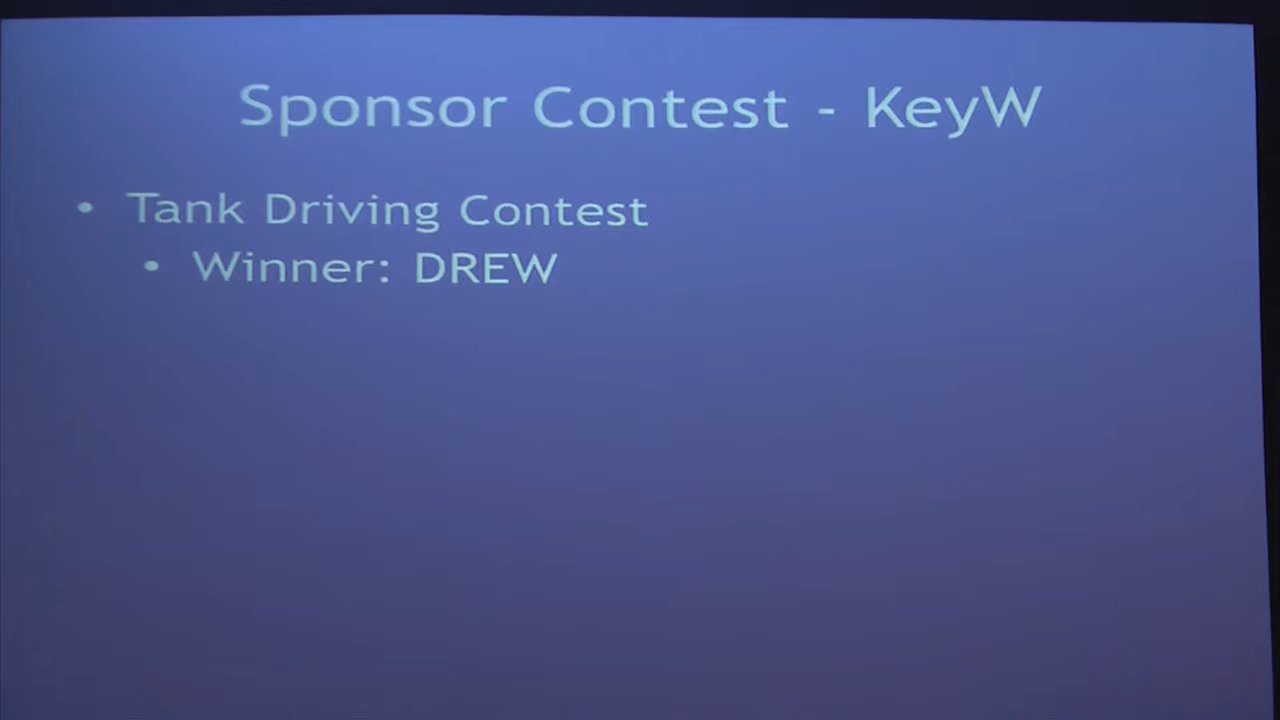 Sponsor Contest - KeyW
• Tank Driving Contest
• Winner: DREW